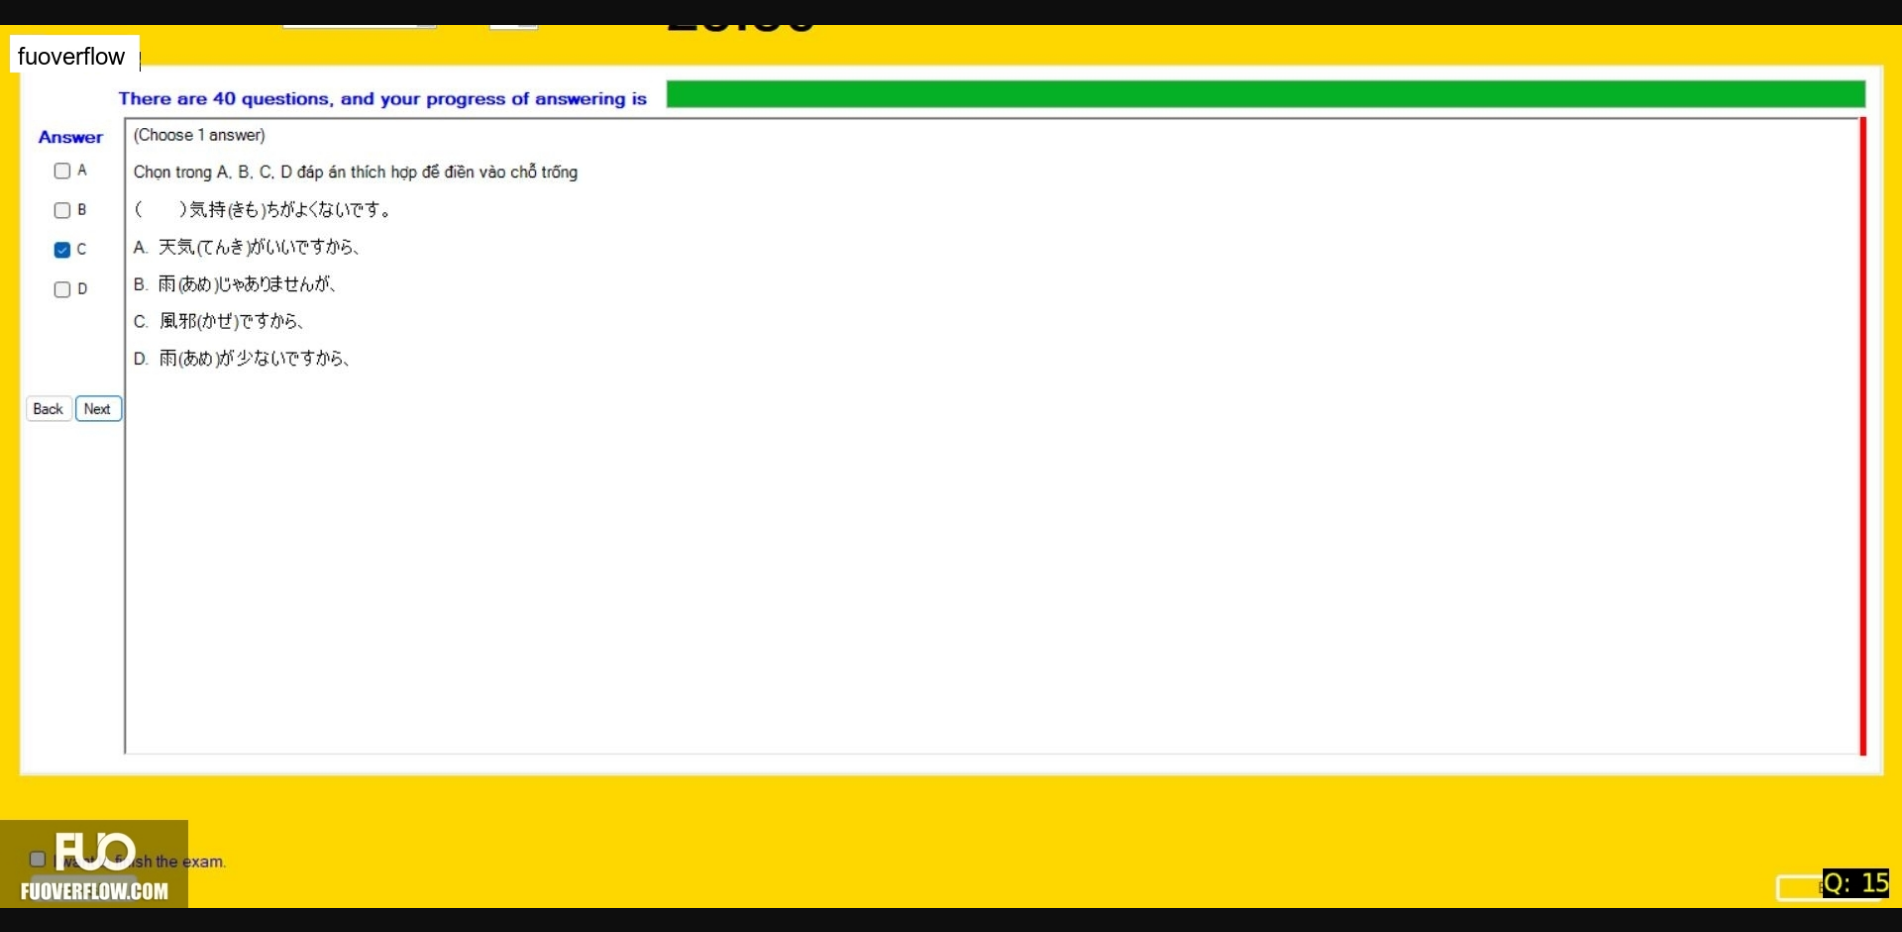 fuoverflow
There are 40 questions, and your progress of answering is
Answer
(Choose 1 answer)
A
Chọn trong A, B, C, D đáp án thích hợp để điền vào chỗ trống
B
(　　)気持(きも)ちがよくないです。
C
A. 天気(てんき)がいいですから、
D
B. 雨(あめ)じゃありませんが、
C. 風邪(かぜ)ですから、
D. 雨(あめ)が少ないですから、
Back Next
FUO
the exam.
FUOVERFLOW.COM
Q: 15